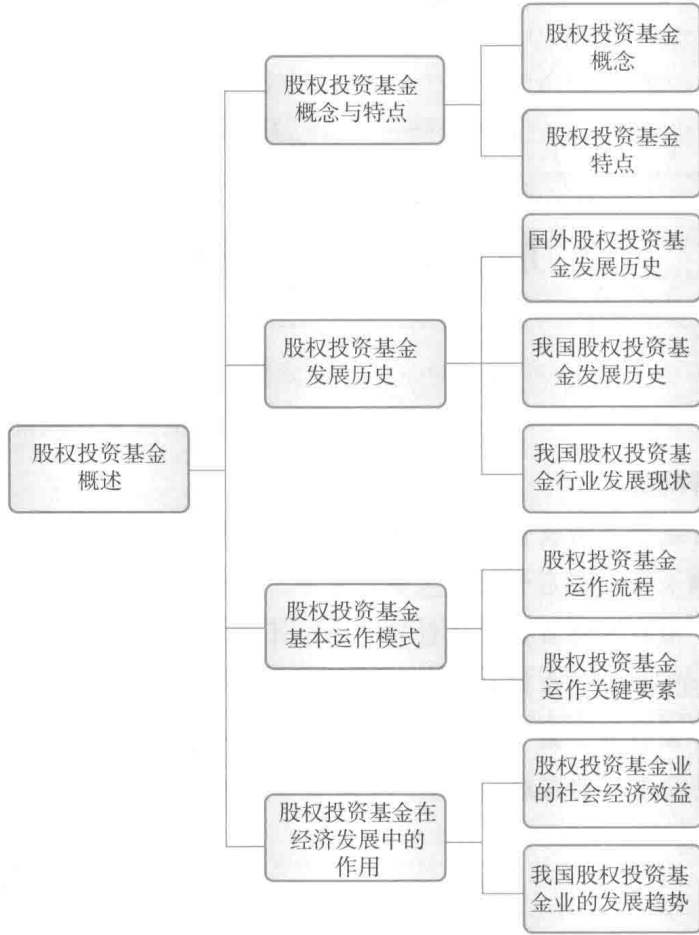 股权投资基金
概述
股权投资基金
概念与特点
股权投资基金
概念
股权投资基金
特点
股权投资基金
发展历史
国外股权投资基
金发展历史
我国股权投资基
金发展历史
我国股权投资基
金行业发展现状
股权投资基金
基本运作模式
股权投资基金
运作流程
股权投资基金
运作关键要素
股权投资基金在
经济发展中的
作用
股权投资基金业
的社会经济效益
我国股权投资基
金业的发展趋势